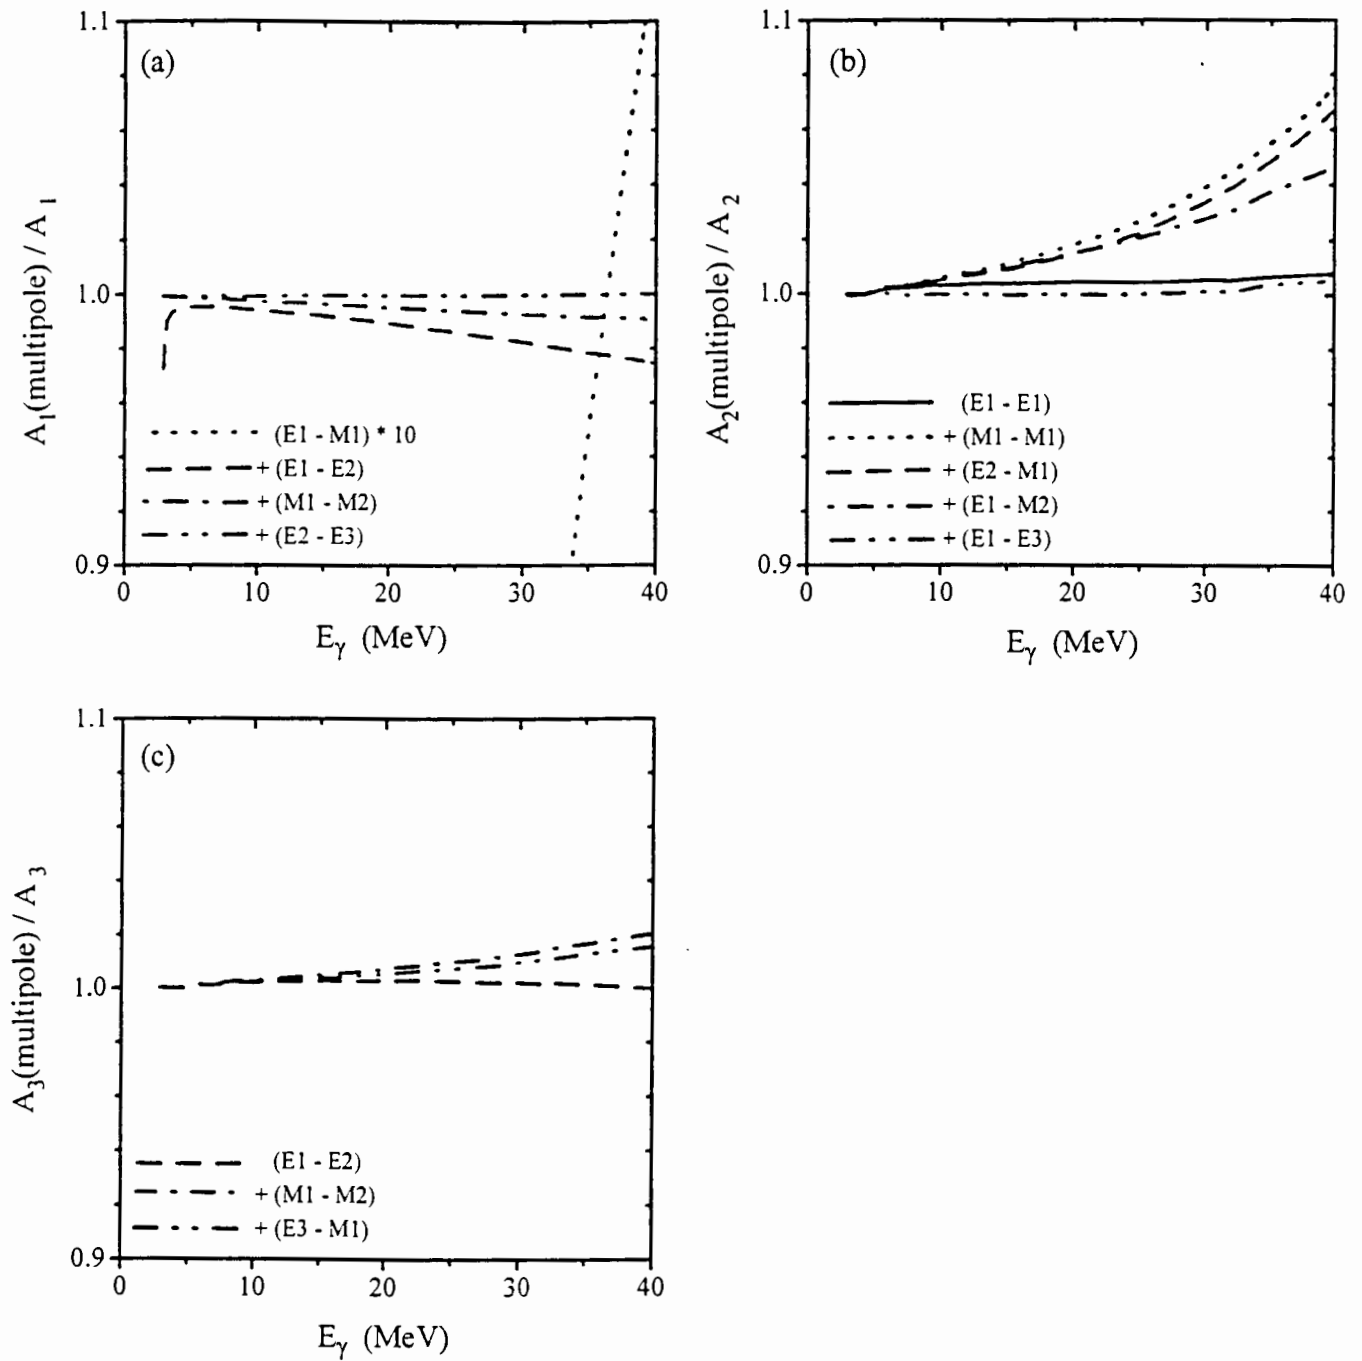 (a)
1.1
1.0
0.9
A1(multipole) / A1
(E1 - M1) * 10
+ (E1 - E2)
+ (M1 - M2)
+ (E2 - E3)
0 10 20 30 40
Eγ (MeV)
(b)
1.1
1.0
0.9
A2(multipole) / A2
(E1 - E1)
+ (M1 - M1)
+ (E2 - M1)
+ (E1 - M2)
+ (E1 - E3)
0 10 20 30 40
Eγ (MeV)
(c)
1.1
1.0
0.9
A3(multipole) / A3
(E1 - E2)
+ (M1 - M2)
+ (E3 - M1)
0 10 20 30 40
Eγ (MeV)